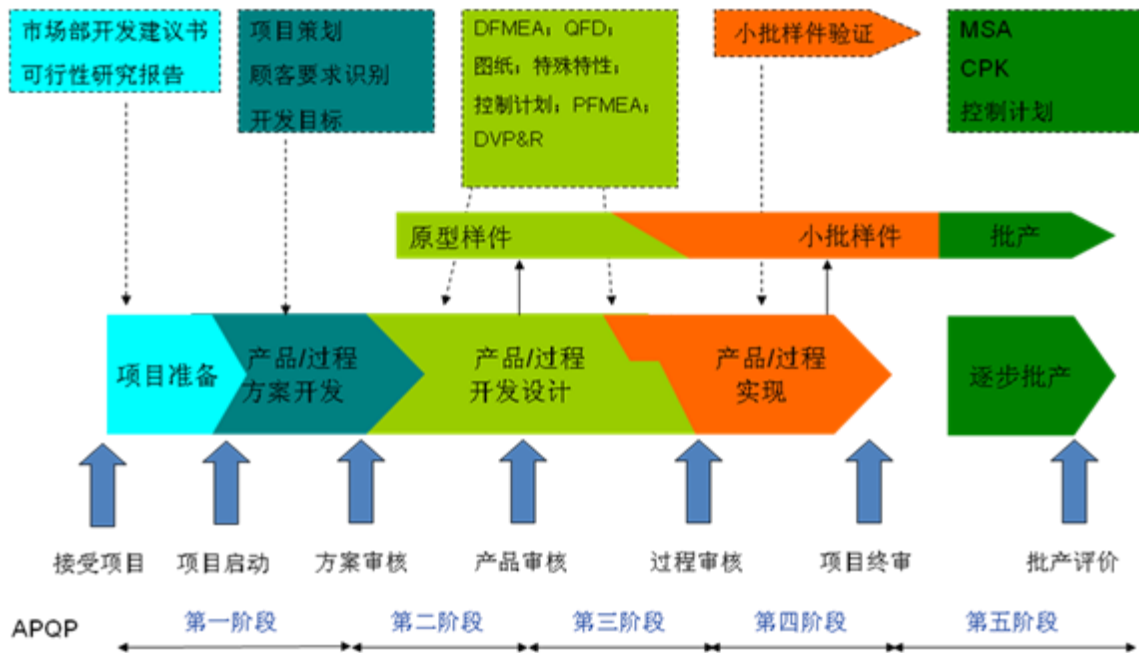 市场部开发建议书
可行性研究报告
项目策划
顾客要求识别
开发目标
DFMEA；QFD；
图纸；特殊特性；
控制计划；PFMEA；
DVP&R
小批样件验证
MSA
CPK
控制计划
原型样件
小批样件
批产
项目准备
产品/过程
方案开发
产品/过程
开发设计
产品/过程
实现
逐步批产
接受项目
项目启动
方案审核
产品审核
过程审核
项目终审
批产评价
APQP
第一阶段
第二阶段
第三阶段
第四阶段
第五阶段